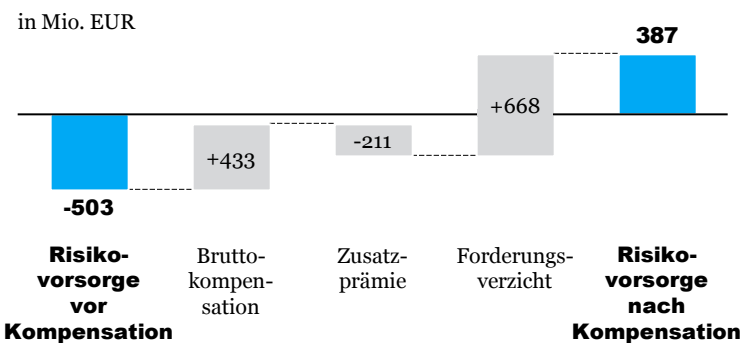 in Mio. EUR
387
+668
+433
-211
-503
Risiko-
vorsorge
vor
Kompensation
Brutto-
kompen-
sation
Zusatz-
prämie
Forderungs-
verzicht
Risiko-
vorsorge
nach
Kompensation